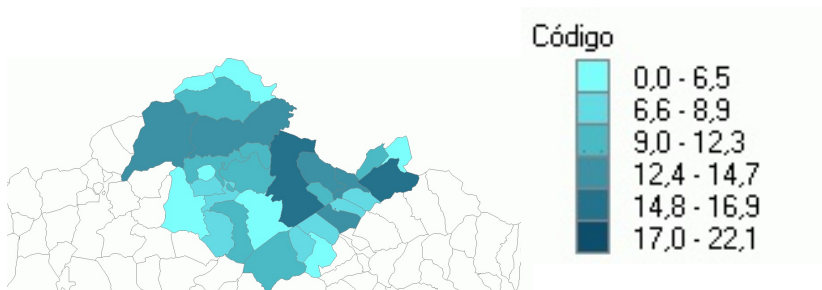 Código
0,0 - 6,5
6,6 - 8,9
9,0 - 12,3
12,4 - 14,7
14,8 - 16,9
17,0 - 22,1